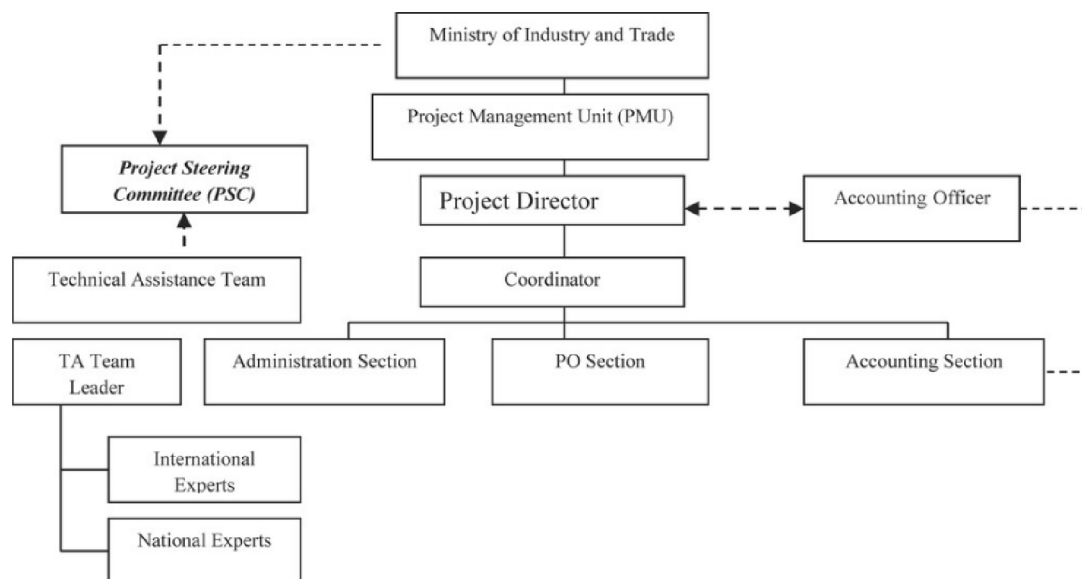 Ministry of Industry and Trade
Project Management Unit (PMU)
Project Steering
Committee (PSC)
Project Director
Accounting Officer
Technical Assistance Team
Coordinator
TA Team
Leader
Administration Section
PO Section
Accounting Section
International
Experts
National Experts